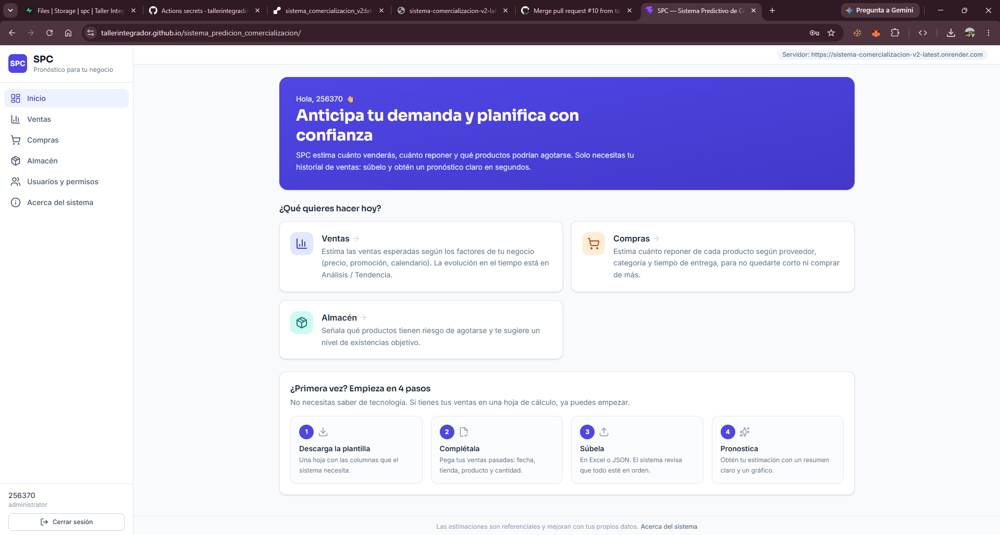 Files | Storage | spc | Taller Integ
Actions secrets · tallerintegrado
sistema_comercializacion_v2:lat
sistema-comercializacion-v2-lat
Merge pull request #10 from ta
SPC — Sistema Predictivo de Co
Pregunta a Gemini
tallerintegrador.github.io/sistema_predicion_comercializacion/
SPC
SPC
Pronóstico para tu negocio
Servidor: https://sistema-comercializacion-v2-latest.onrender.com
Inicio
Ventas
Compras
Almacén
Usuarios y permisos
Acerca del sistema
Hola, 256370 👋
Anticipa tu demanda y planifica con
confianza
SPC estima cuánto venderás, cuánto reponer y qué productos podrían agotarse. Solo necesitas tu
historial de ventas: súbelo y obtén un pronóstico claro en segundos.
¿Qué quieres hacer hoy?
Ventas
Estima las ventas esperadas según los factores de tu negocio
(precio, promoción, calendario). La evolución en el tiempo está en
Análisis / Tendencia.
Compras
Estima cuánto reponer de cada producto según proveedor,
categoría y tiempo de entrega, para no quedarte corto ni comprar
de más.
Almacén
Señala qué productos tienen riesgo de agotarse y te sugiere un
nivel de existencias objetivo.
¿Primera vez? Empieza en 4 pasos
No necesitas saber de tecnología. Si tienes tus ventas en una hoja de cálculo, ya puedes empezar.
1
Descarga la plantilla
Una hoja con las columnas que el
sistema necesita.
2
Complétala
Pega tus ventas pasadas: fecha,
tienda, producto y cantidad.
3
Súbela
En Excel o JSON. El sistema revisa
que todo esté en orden.
4
Pronostica
Obtén tu estimación con un resumen
claro y un gráfico.
256370
administrator
Cerrar sesión
Las estimaciones son referenciales y mejoran con tus propios datos. Acerca del sistema